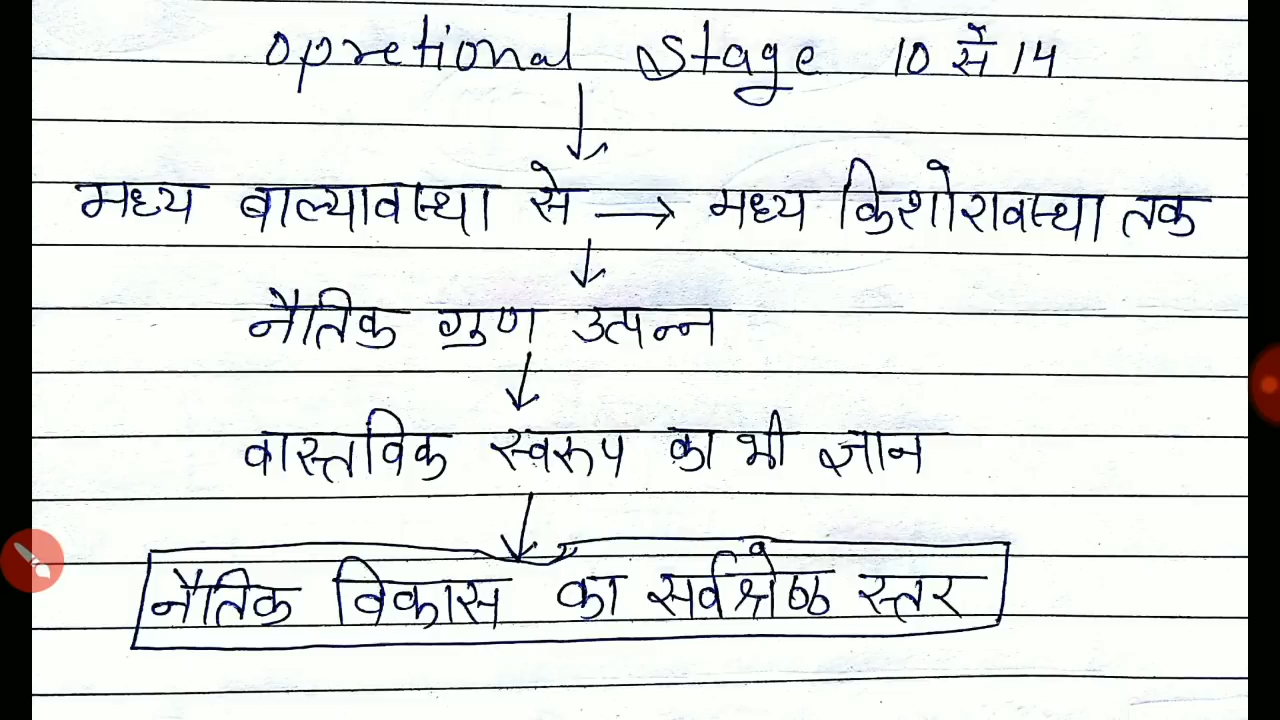 opretional stage 10 से 14
मध्य बाल्यावस्था से → मध्य किशोरावस्था तक
नैतिक गुण उत्पन्न
वास्तविक स्वरूप का भी ज्ञान
नैतिक विकास का सर्वश्रेष्ठ स्तर